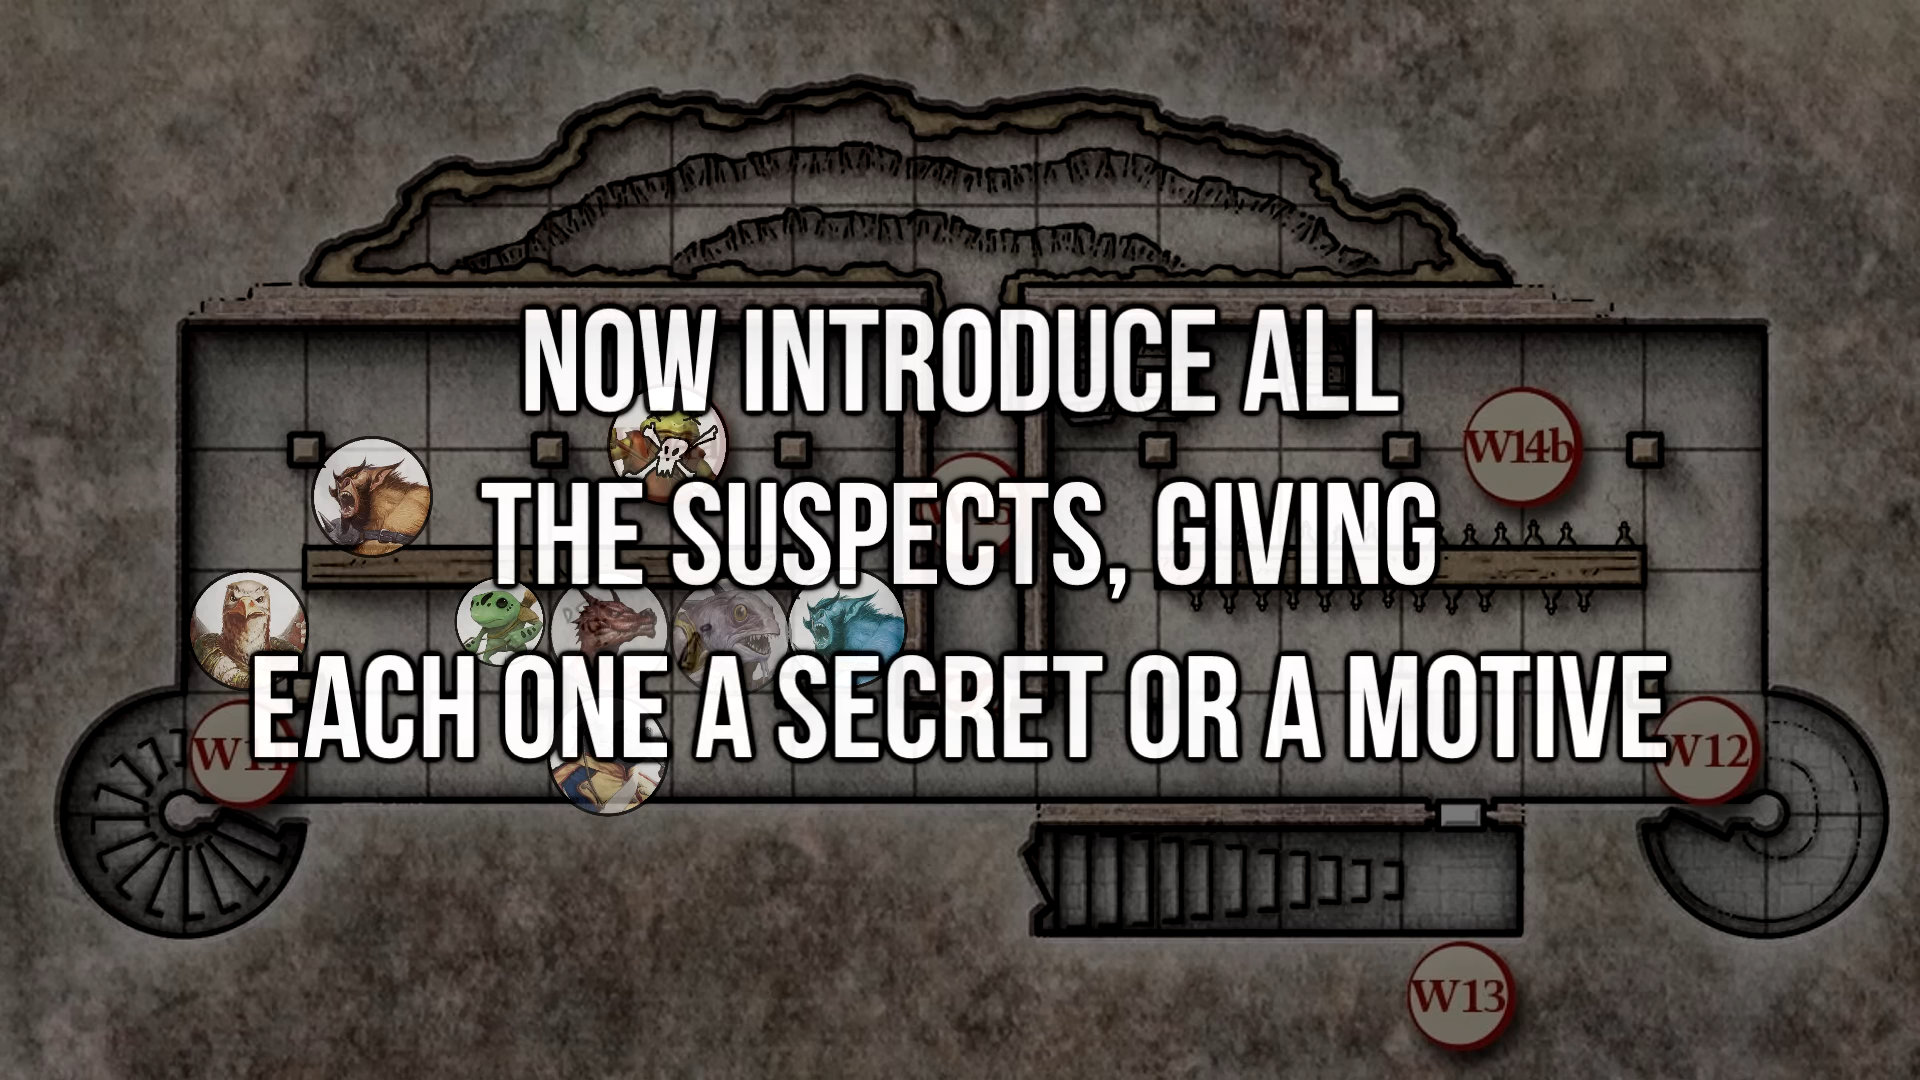 NOW INTRODUCE ALL
W14b
THE SUSPECTS, GIVING
EACH ONE A SECRET OR A MOTIVE
W12
W13